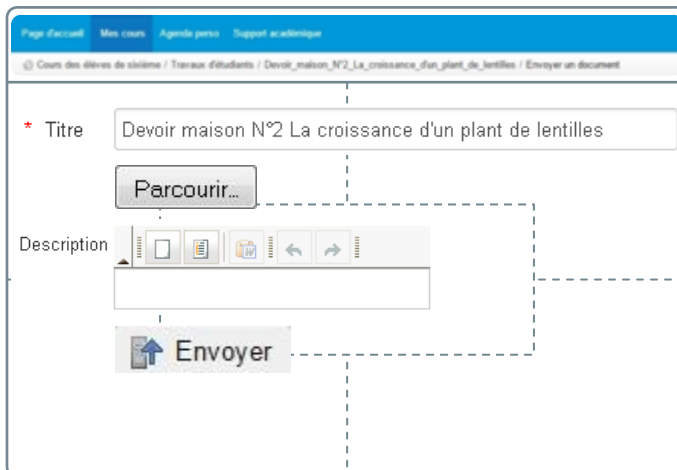 Page d'accueil Mes cours Agenda perso Support académique
Cours des élèves de sixième / Travaux d'étudiants / Devoir_maison_N°2_La_croissance_d'un_plant_de_lentilles / Envoyer un document
* Titre Devoir maison N°2 La croissance d'un plant de lentilles
Parcourir...
Description
Envoyer